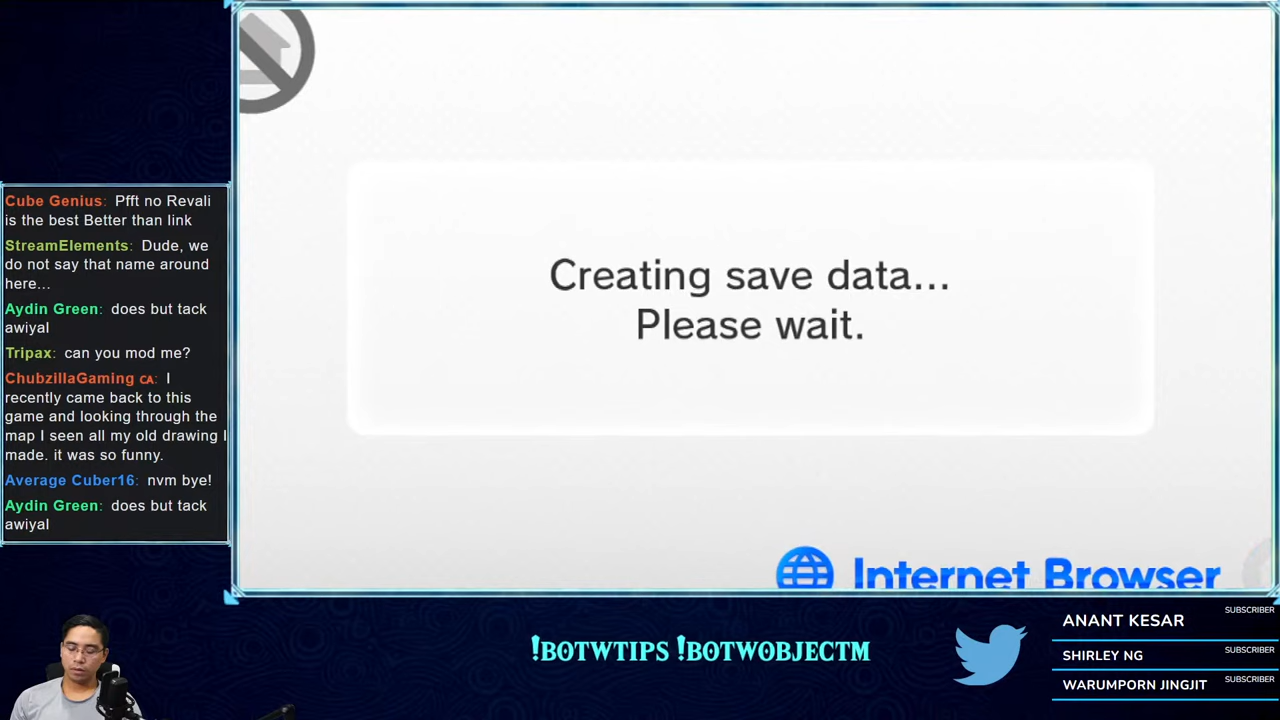 Cube Genius: Pfft no Revali
is the best Better than link
StreamElements: Dude, we
do not say that name around
here...
Aydin Green: does but tack
awiyal
Tripax: can you mod me?
ChubzillaGaming CA: I
recently came back to this
game and looking through the
map I seen all my old drawing I
made. it was so funny.
Average Cuber16: nvm bye!
Aydin Green: does but tack
awiyal
Creating save data...
Please wait.
Internet Browser
!BOTWTIPS !BOTWOBJECTM
ANANT KESAR
SUBSCRIBER
SHIRLEY NG
SUBSCRIBER
WARUMPORN JINGJIT
SUBSCRIBER